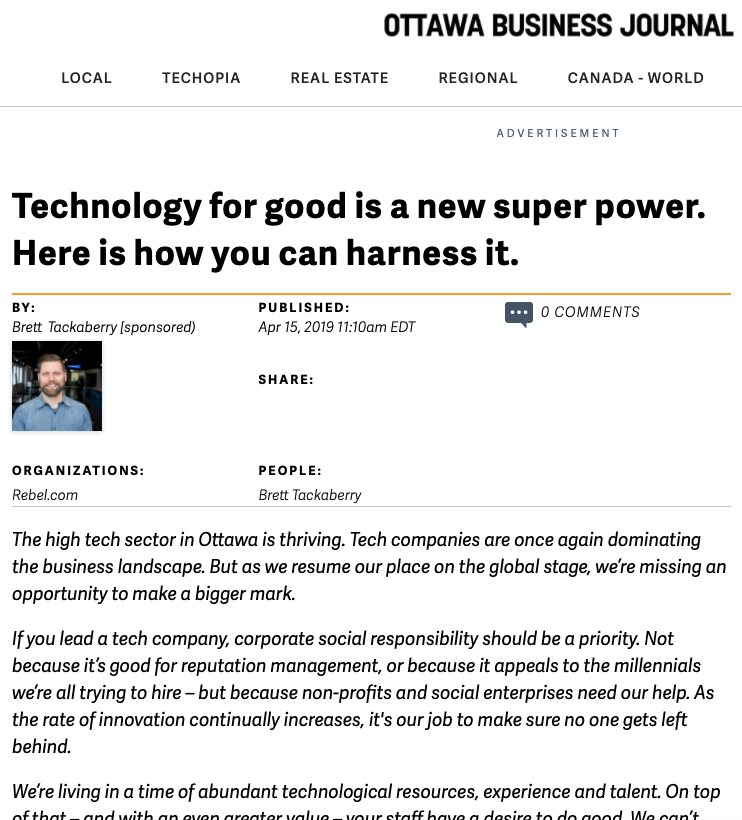 OTTAWA BUSINESS JOURNAL
LOCAL TECHOPIA REAL ESTATE REGIONAL CANADA - WORLD
ADVERTISEMENT
Technology for good is a new super power.
Here is how you can harness it.
BY: PUBLISHED: 0 COMMENTS
Brett Tackaberry [sponsored) Apr 15, 2019 11:10am EDT
SHARE:
ORGANIZATIONS: PEOPLE:
Rebel.com Brett Tackaberry
The high tech sector in Ottawa is thriving. Tech companies are once again dominating
the business landscape. But as we resume our place on the global stage, we’re missing an
opportunity to make a bigger mark.
If you lead a tech company, corporate social responsibility should be a priority. Not
because it’s good for reputation management, or because it appeals to the millennials
we’re all trying to hire – but because non-profits and social enterprises need our help. As
the rate of innovation continually increases, it's our job to make sure no one gets left
behind.
We’re living in a time of abundant technological resources, experience and talent. On top
of that – and with an even greater value – your staff have a desire to do good. We can’t